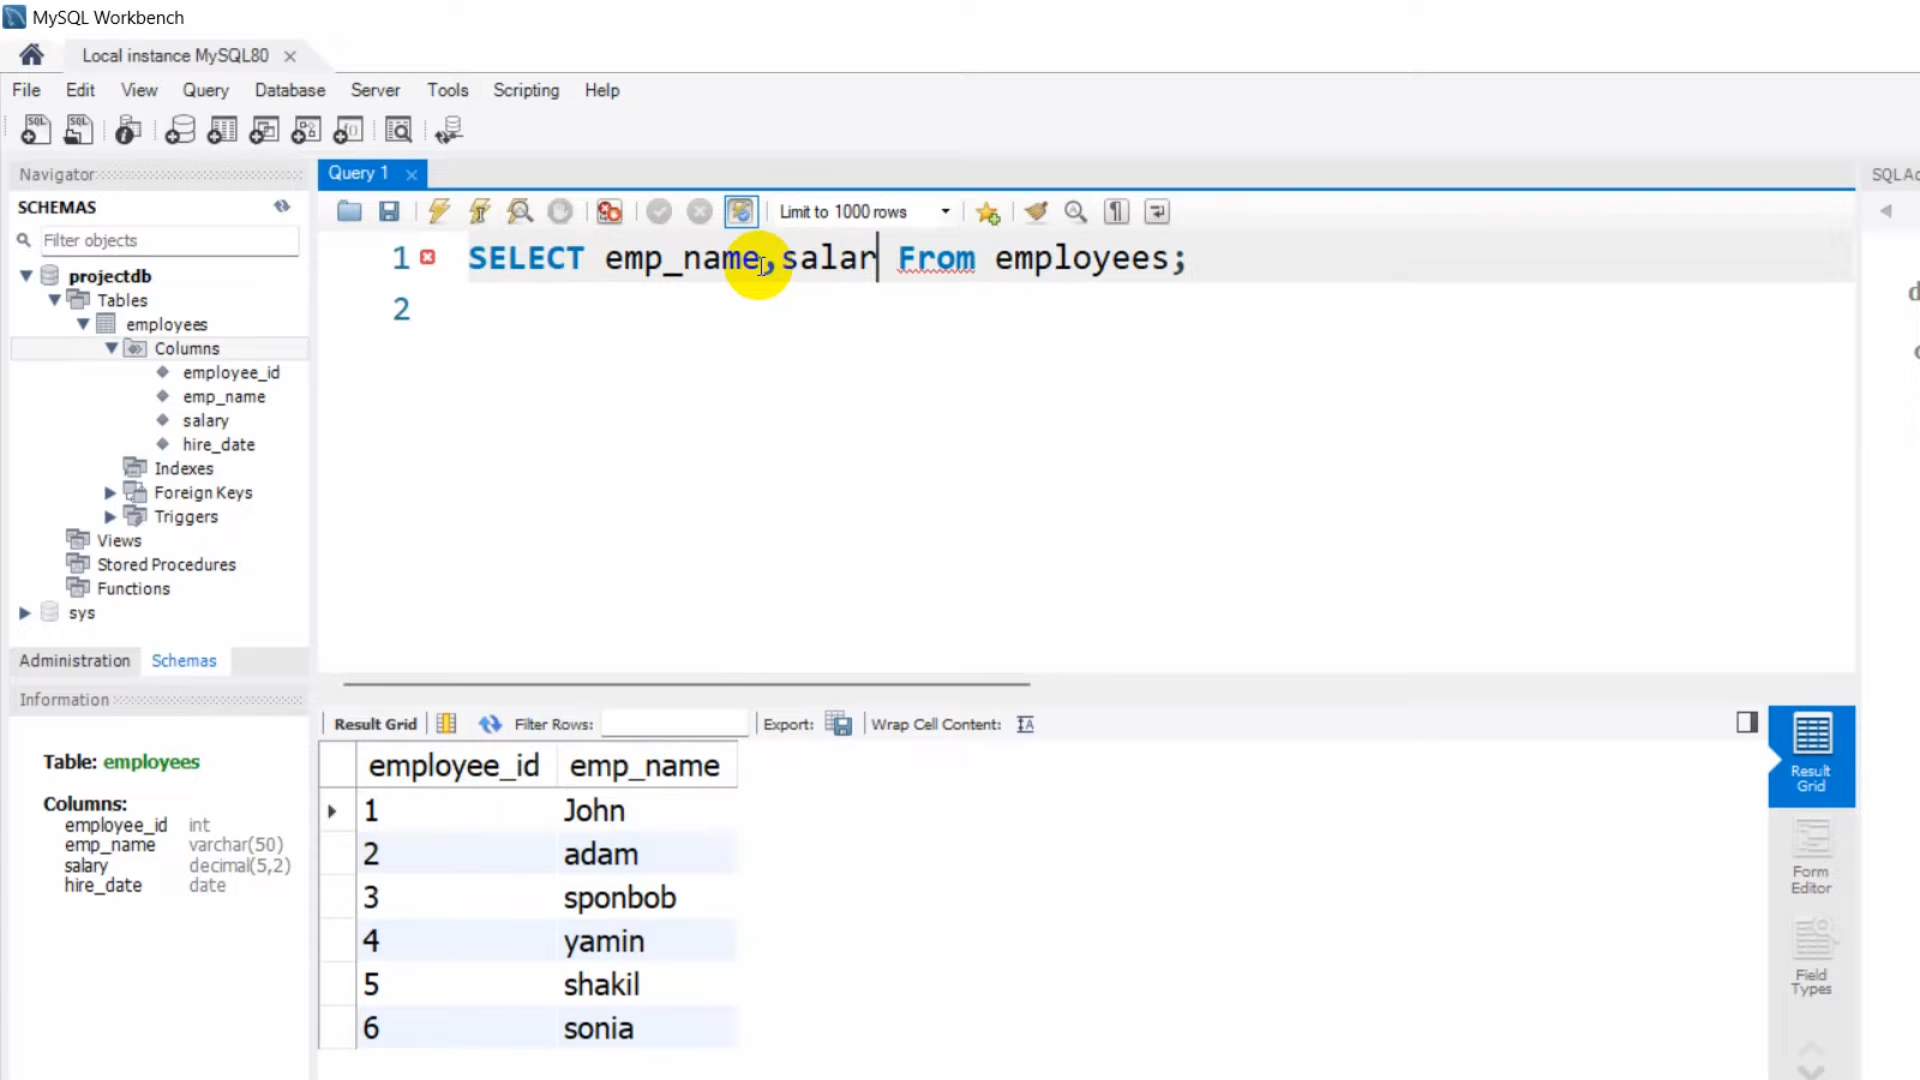 MySQL Workbench
Local instance MySQL80
File Edit View Query Database Server Tools Scripting Help
Navigator
Query 1
SCHEMAS
Filter objects
Limit to 1000 rows
1 SELECT emp_name,salar From employees;
2
projectdb
Tables
employees
Columns
employee_id
emp_name
salary
hire_date
Indexes
Foreign Keys
Triggers
Views
Stored Procedures
Functions
sys
Administration Schemas
Information
Table: employees
Columns:
employee_id int
emp_name varchar(50)
salary decimal(5,2)
hire_date date
Result Grid Filter Rows: Export: Wrap Cell Content:
employee_id emp_name
1 John
2 adam
3 sponbob
4 yamin
5 shakil
6 sonia
Result
Grid
Form
Editor
Field
Types